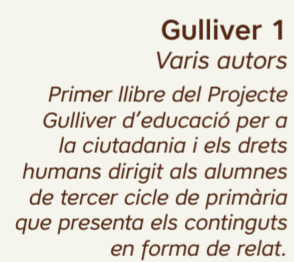 Gulliver 1
Varis autors
Primer llibre del Projecte
Gulliver d’educació per a
la ciutadania i els drets
humans dirigit als alumnes
de tercer cicle de primària
que presenta els continguts
en forma de relat.